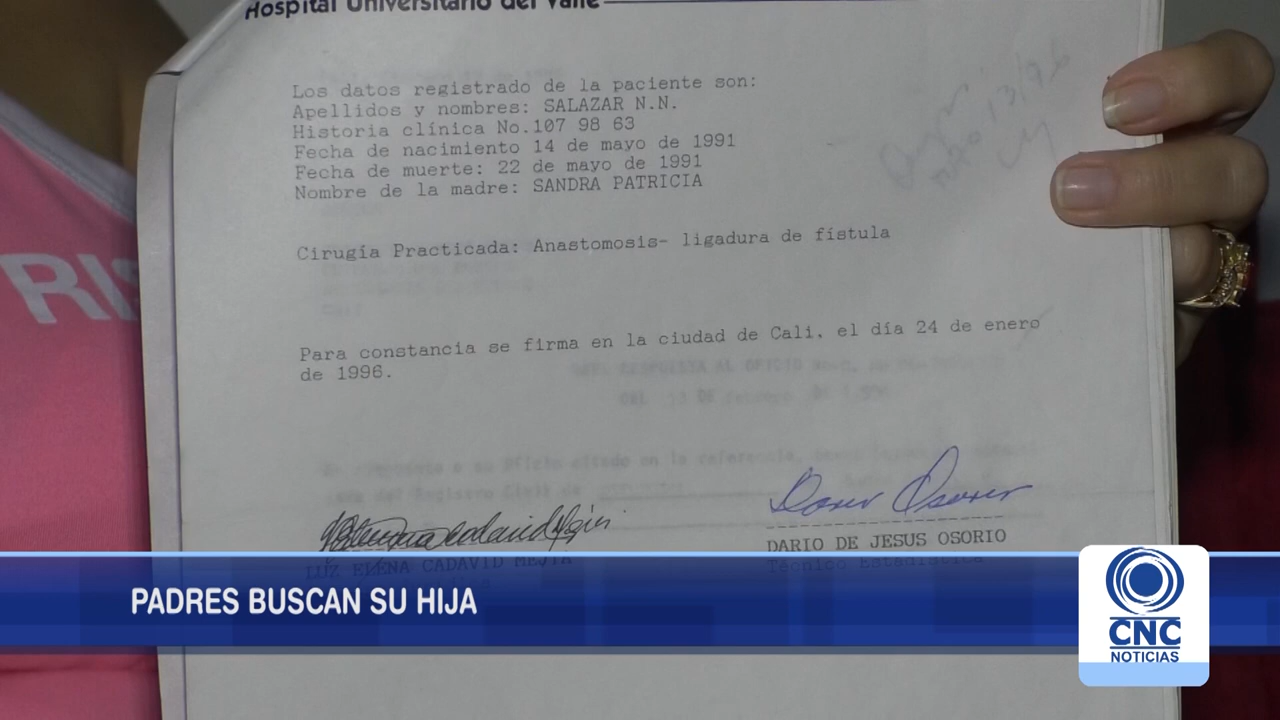 Hospital Universitario del Valle
Los datos registrado de la paciente son:
Apellidos y nombres: SALAZAR N.N.
Historia clínica No.107 98 63
Fecha de nacimiento 14 de mayo de 1991
Fecha de muerte: 22 de mayo de 1991
Nombre de la madre: SANDRA PATRICIA
Cirugía Practicada: Anastomosis- ligadura de fístula
Para constancia se firma en la ciudad de Cali, el día 24 de enero
de 1996.
DARIO DE JESUS OSORIO
LUZ ELENA CADAVID MEJIA
Técnico Estadística
RIS
PADRES BUSCAN SU HIJA
CNC
NOTICIAS